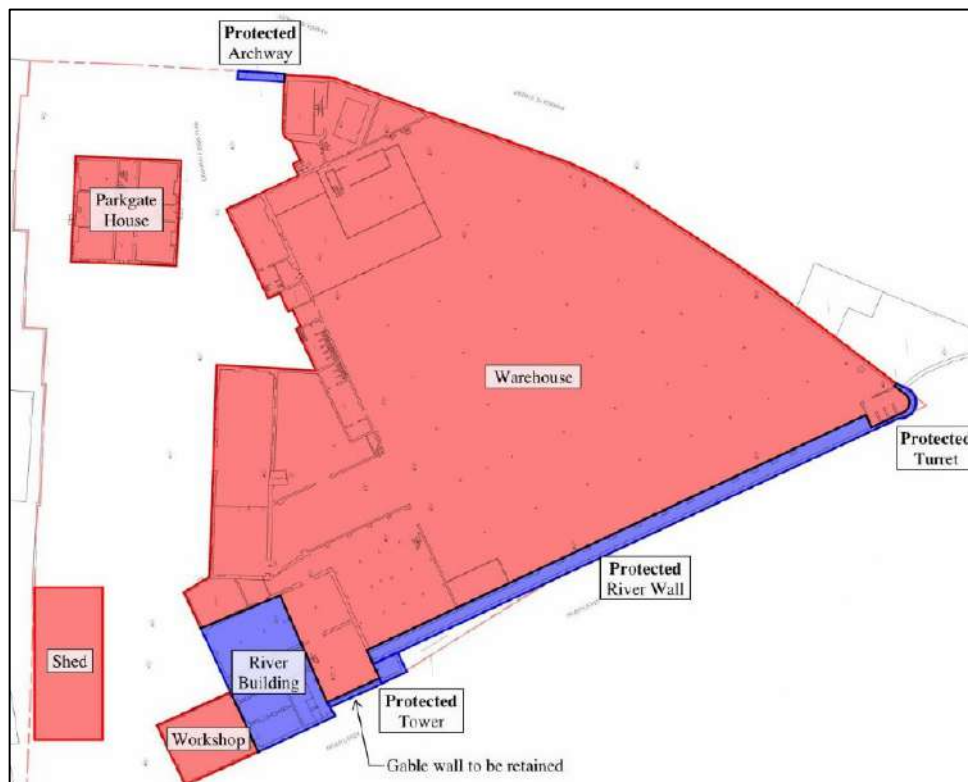 Protected
Archway
Parkgate
House
Warehouse
Protected
Turret
Protected
River Wall
River
Building
Shed
Protected
Tower
Workshop
Gable wall to be retained